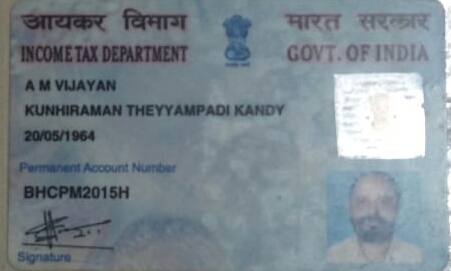 आयकर विभाग
भारत सरकार
INCOME TAX DEPARTMENT
GOVT. OF INDIA
A M VIJAYAN
KUNHIRAMAN THEYYAMPADI KANDY
20/05/1964
Permanent Account Number
BHCPM2015H
Signature